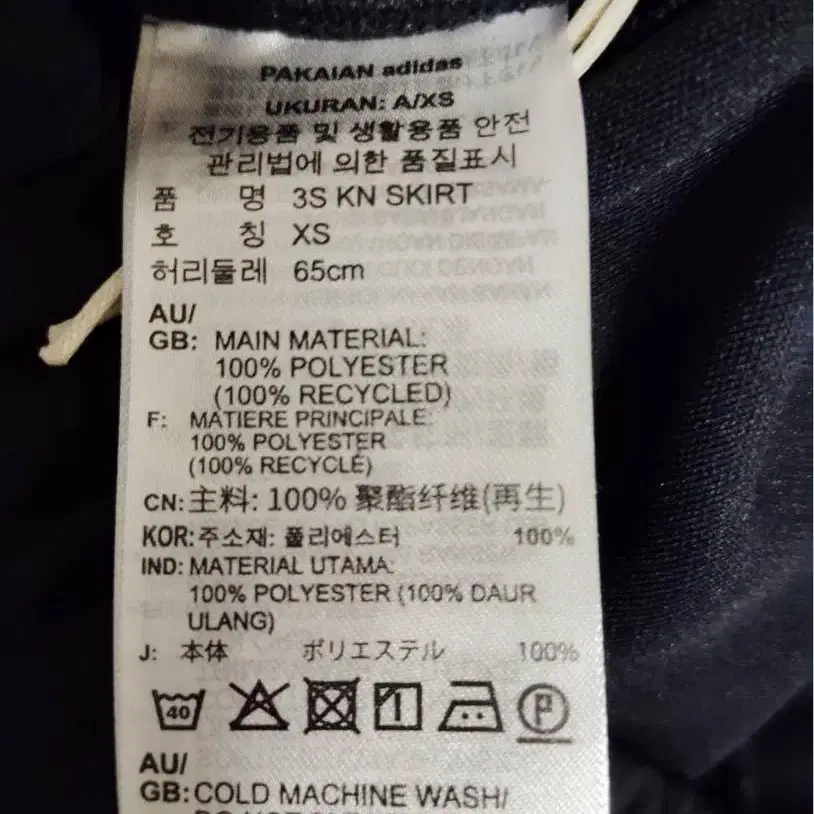 PAKAIAN adidas
UKURAN: A/XS
전기용품 및 생활용품 안전
관리법에 의한 품질표시
품 명 3S KN SKIRT
호 칭 XS
허리둘레 65cm
AU/
GB: MAIN MATERIAL:
100% POLYESTER
(100% RECYCLED)
F: MATIERE PRINCIPALE:
100% POLYESTER
(100% RECYCLÉ)
CN: 主料: 100% 聚酯纤维(再生)
KOR: 주소재: 폴리에스터 100%
IND: MATERIAL UTAMA:
100% POLYESTER (100% DAUR
ULANG)
J: 本体 ポリエステル 100%
40 P
AU/
GB: COLD MACHINE WASH/